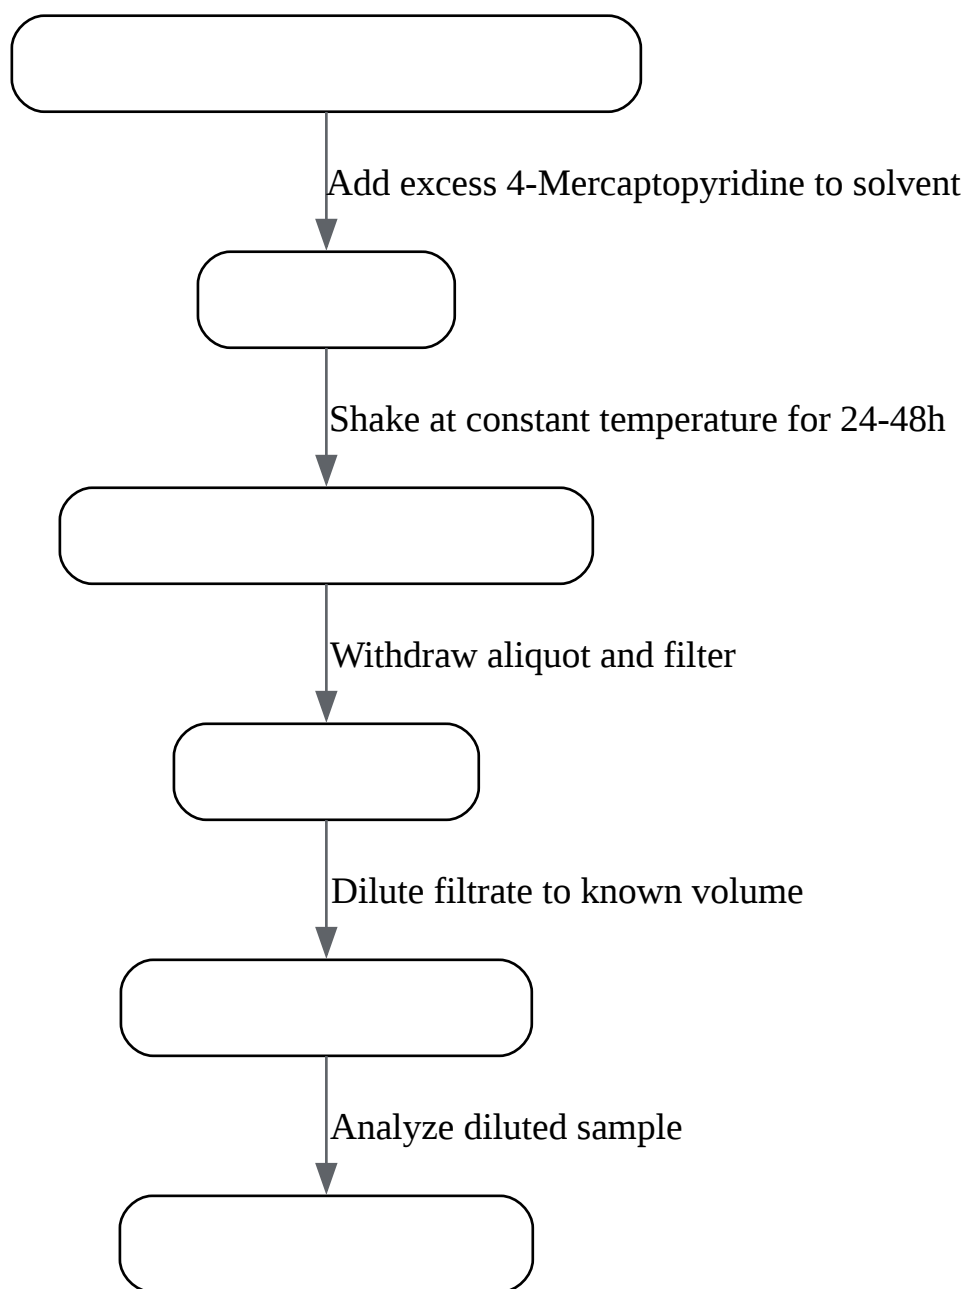 Add excess 4-Mercaptopyridine to solvent
Shake at constant temperature for 24-48h
Withdraw aliquot and filter
Dilute filtrate to known volume
Analyze diluted sample